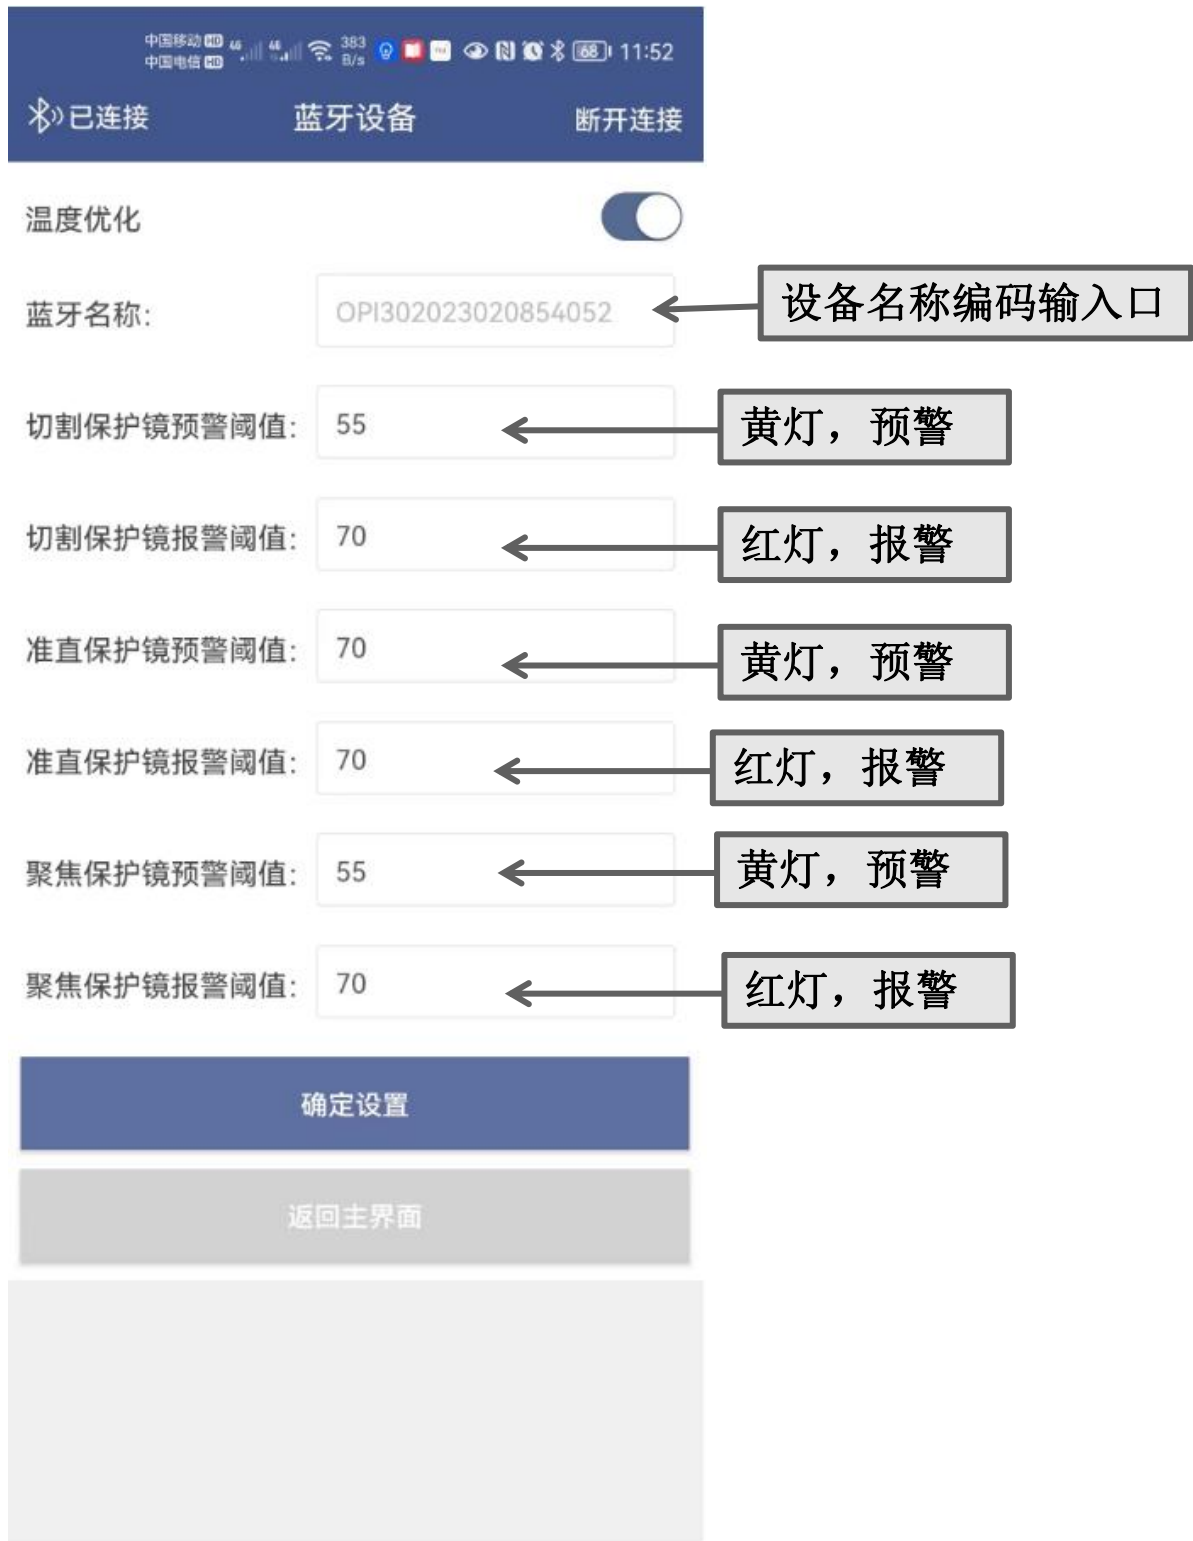 中国移动 HD 4G 4G 383 B/s 68 11:52
中国电信 HD
已连接 蓝牙设备 断开连接
温度优化
蓝牙名称: OPI302023020854052 设备名称编码输入口
切割保护镜预警阈值: 55 黄灯，预警
切割保护镜报警阈值: 70 红灯，报警
准直保护镜预警阈值: 70 黄灯，预警
准直保护镜报警阈值: 70 红灯，报警
聚焦保护镜预警阈值: 55 黄灯，预警
聚焦保护镜报警阈值: 70 红灯，报警
确定设置
返回主界面